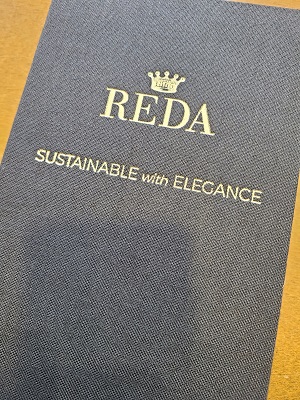 REDA
SUSTAINABLE with ELEGANCE